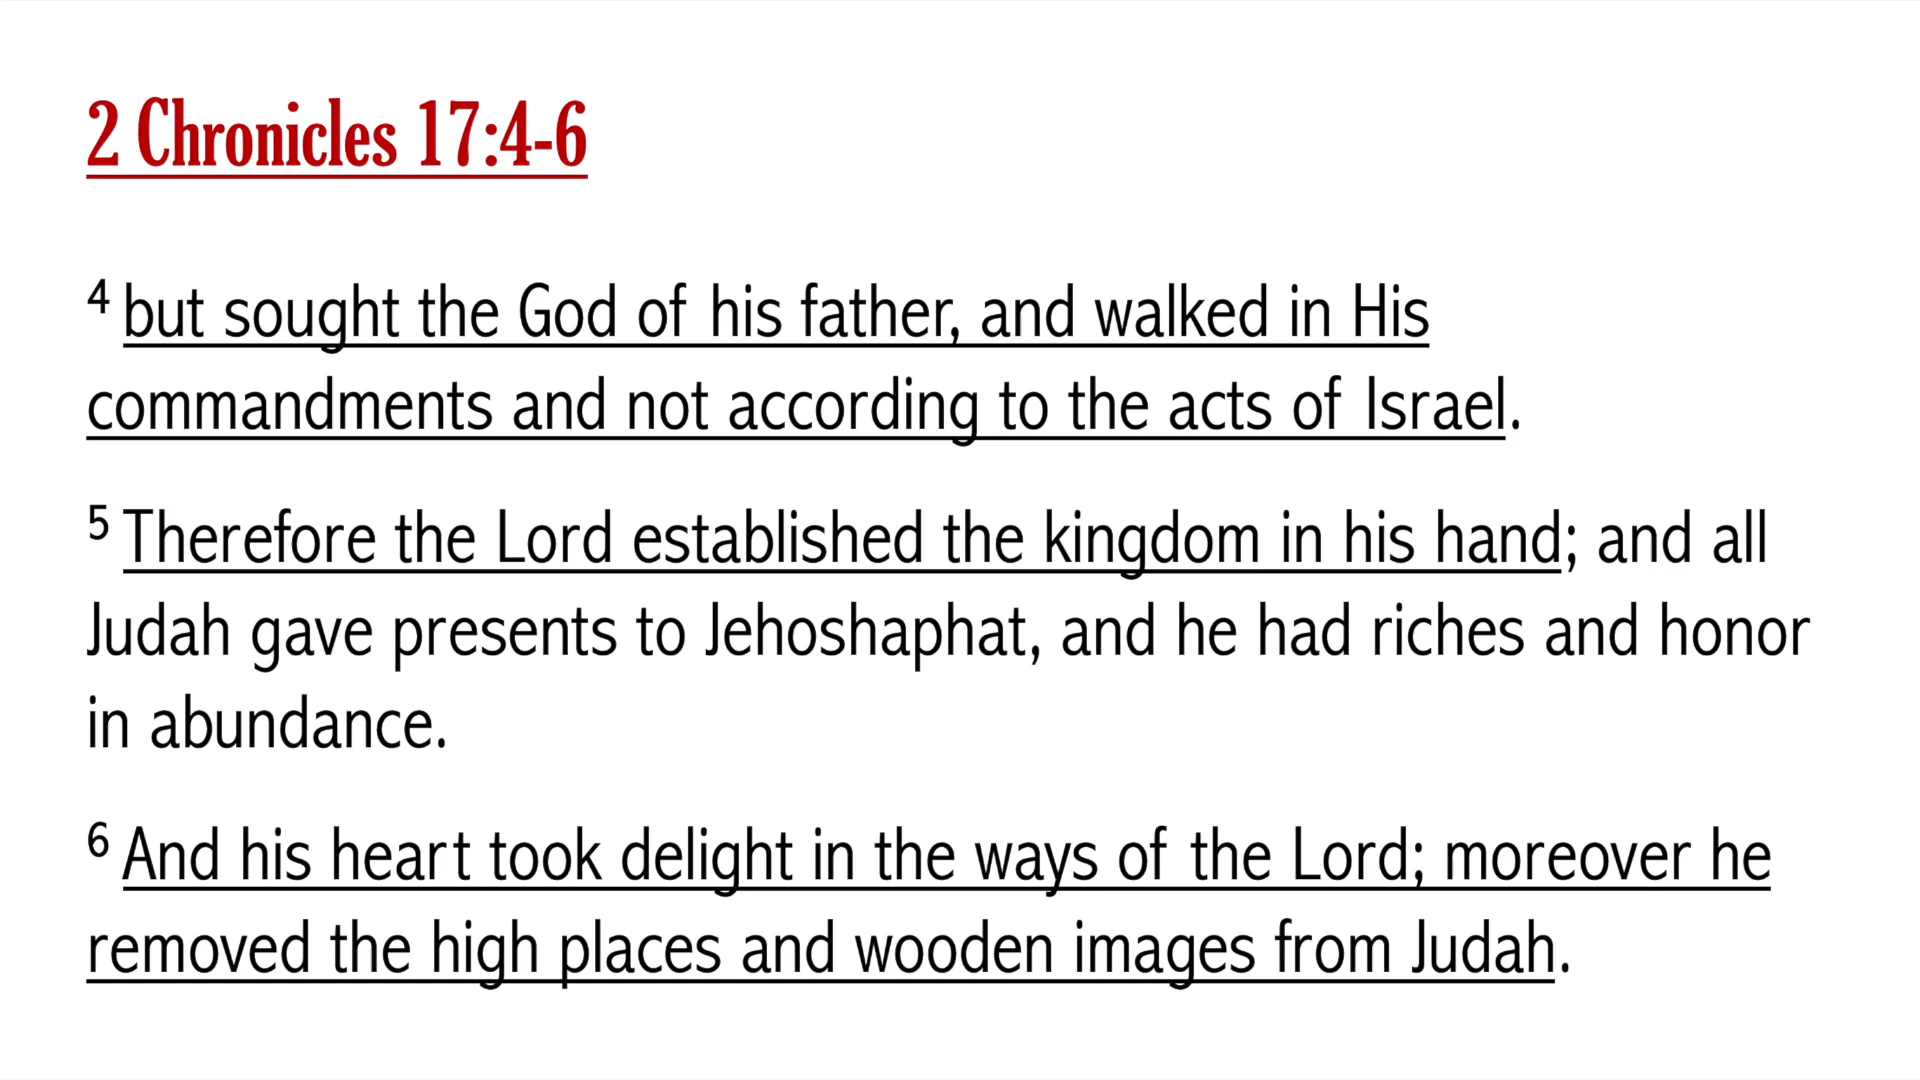 2 Chronicles 17:4-6
4 but sought the God of his father, and walked in His
commandments and not according to the acts of Israel.
5 Therefore the Lord established the kingdom in his hand; and all
Judah gave presents to Jehoshaphat, and he had riches and honor
in abundance.
6 And his heart took delight in the ways of the Lord; moreover he
removed the high places and wooden images from Judah.